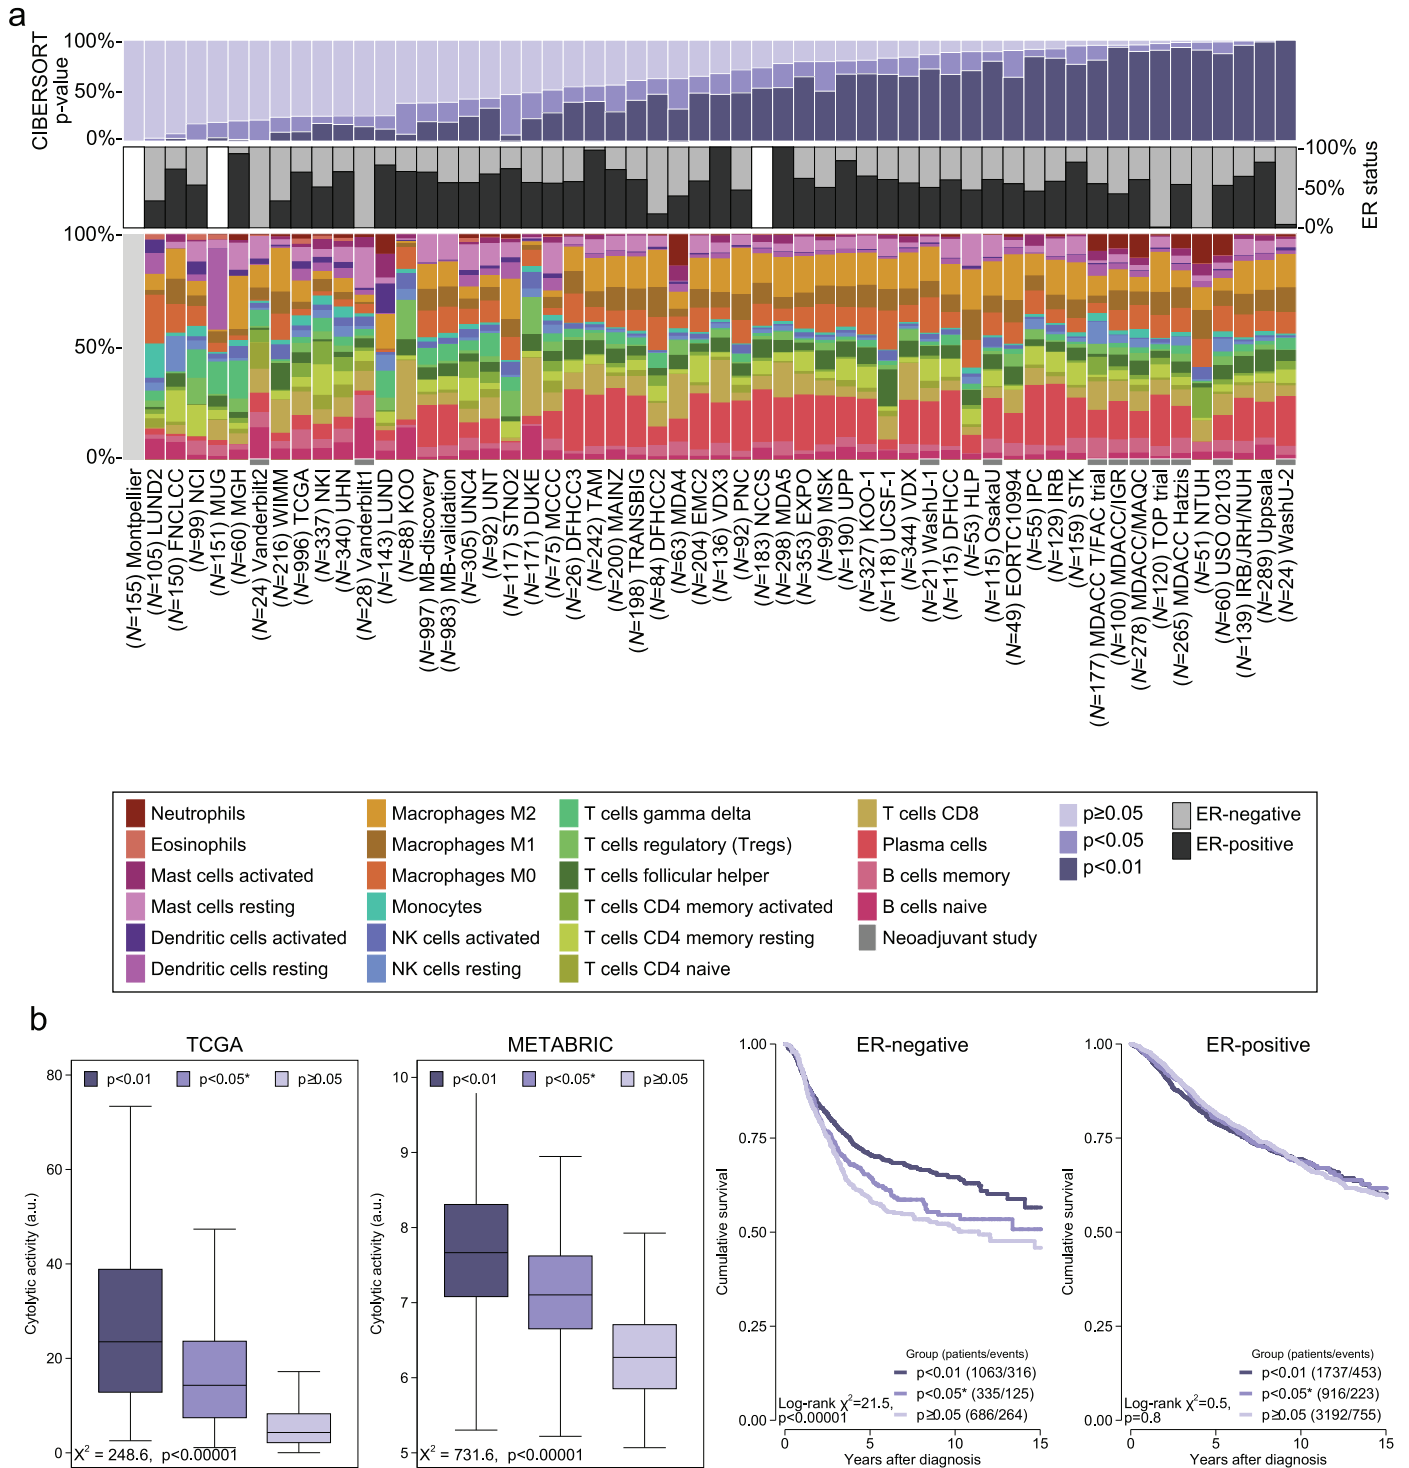 a
CIBERSORT
p-value
100%
50%
0%
100%
50%
0%
ER status
100%
50%
0%
(N=155) Montpellier
(N=105) LUND2
(N=150) FNCLCC
(N=99) NCI
(N=151) MUG
(N=60) MGH
(N=24) Vanderbilt2
(N=216) WIMM
(N=996) TCGA
(N=337) NKI
(N=340) UHN
(N=28) Vanderbilt1
(N=143) LUND
(N=88) KOO
(N=997) MB-discovery
(N=983) MB-validation
(N=305) UNC4
(N=92) UNT
(N=117) STNO2
(N=171) DUKE
(N=75) MCCC
(N=26) DFHCC3
(N=242) TAM
(N=200) MAINZ
(N=198) TRANSBIG
(N=84) DFHCC2
(N=63) MDA4
(N=204) EMC2
(N=136) VDX3
(N=92) PNC
(N=183) NCCS
(N=298) MDA5
(N=353) EXPO
(N=99) MSK
(N=190) UPP
(N=327) KOO-1
(N=118) UCSF-1
(N=344) VDX
(N=21) WashU-1
(N=115) DFHCC
(N=53) HLP
(N=115) OsakaU
(N=49) EORTC10994
(N=55) IPC
(N=129) IRB
(N=159) STK
(N=177) MDACC T/FAC trial
(N=100) MDACC/IGR
(N=278) MDACC/MAQC
(N=120) TOP trial
(N=265) MDACC Hatzis
(N=51) NTUH
(N=60) USO 02103
(N=139) IRB/JRH/NUH
(N=289) Uppsala
(N=24) WashU-2
Neutrophils
Eosinophils
Mast cells activated
Mast cells resting
Dendritic cells activated
Dendritic cells resting
Macrophages M2
Macrophages M1
Macrophages M0
Monocytes
NK cells activated
NK cells resting
T cells gamma delta
T cells regulatory (Tregs)
T cells follicular helper
T cells CD4 memory activated
T cells CD4 memory resting
T cells CD4 naive
T cells CD8
Plasma cells
B cells memory
B cells naive
Neoadjuvant study
p≥0.05
p<0.05
p<0.01
ER-negative
ER-positive
b
TCGA
p<0.01 p<0.05* p≥0.05
Cytolytic activity (a.u.)
80
60
40
20
0
X² = 248.6, p<0.00001
METABRIC
p<0.01 p<0.05* p≥0.05
Cytolytic activity (a.u.)
10
9
8
7
6
5
X² = 731.6, p<0.00001
ER-negative
Cumulative survival
1.00
0.75
0.50
0.25
0.00
Group (patients/events)
p<0.01 (1063/316)
p<0.05* (335/125)
p≥0.05 (686/264)
Log-rank χ²=21.5,
p<0.00001
0 5 10 15
Years after diagnosis
ER-positive
Cumulative survival
1.00
0.75
0.50
0.25
0.00
Group (patients/events)
p<0.01 (1737/453)
p<0.05* (916/223)
p≥0.05 (3192/755)
Log-rank χ²=0.5,
p=0.8
0 5 10 15
Years after diagnosis